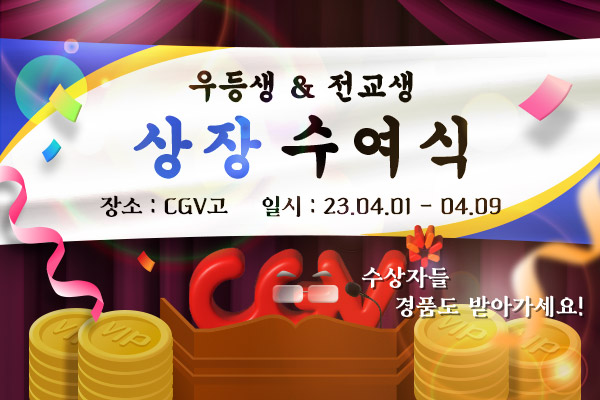 우등생 & 전교생
상장 수여식
장소 : CGV고 일시 : 23.04.01 - 04.09
CGV
수상자들
경품도 받아가세요!
VIP
VIP
VIP
VIP